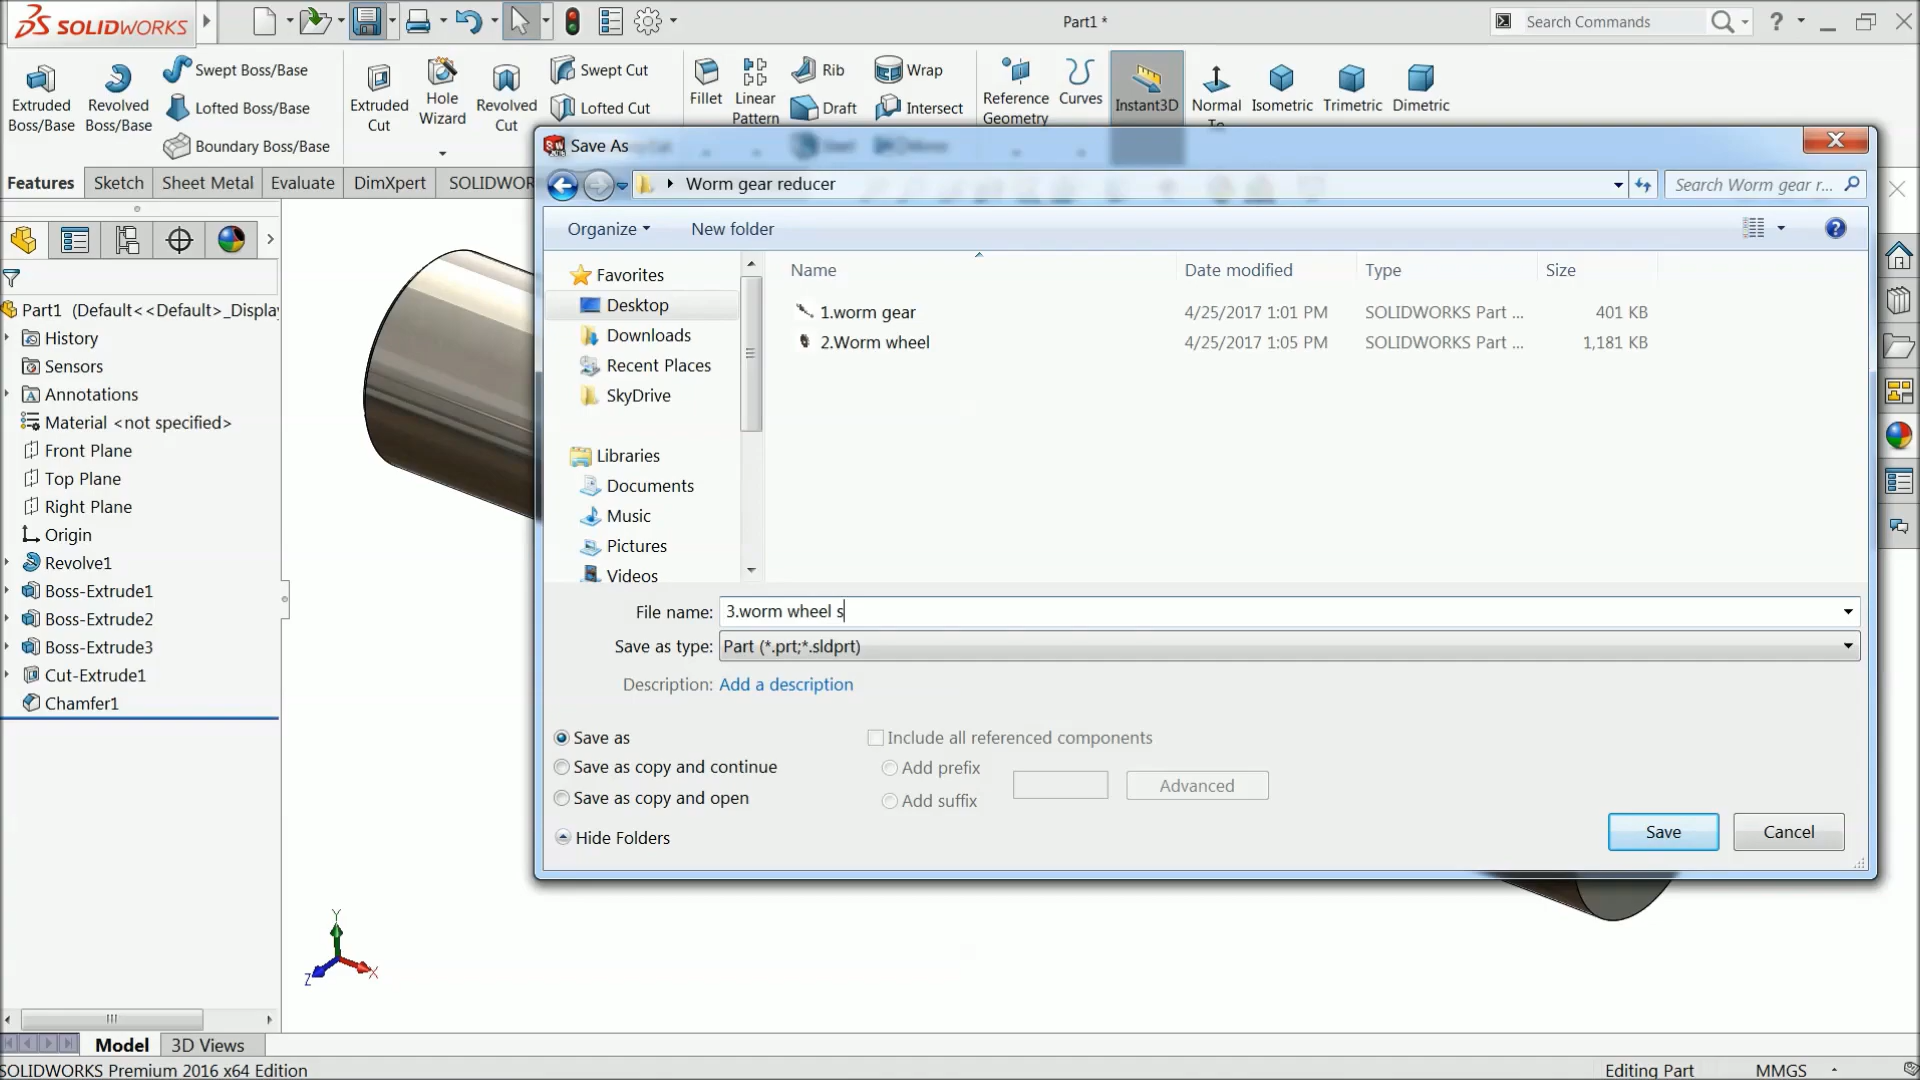 SOLIDWORKS
Part1 *
Search Commands
Extruded Boss/Base
Revolved Boss/Base
Swept Boss/Base
Lofted Boss/Base
Boundary Boss/Base
Extruded Cut
Hole Wizard
Revolved Cut
Swept Cut
Lofted Cut
Fillet
Linear Pattern
Rib
Draft
Wrap
Intersect
Reference Geometry
Curves
Instant3D
Normal To
Isometric
Trimetric
Dimetric
Features
Sketch
Sheet Metal
Evaluate
DimXpert
SOLIDWOR
Part1 (Default<<Default>_Displa
History
Sensors
Annotations
Material <not specified>
Front Plane
Top Plane
Right Plane
Origin
Revolve1
Boss-Extrude1
Boss-Extrude2
Boss-Extrude3
Cut-Extrude1
Chamfer1
Save As
Worm gear reducer
Search Worm gear r...
Organize
New folder
Favorites
Desktop
Downloads
Recent Places
SkyDrive
Libraries
Documents
Music
Pictures
Videos
Name Date modified Type Size
1.worm gear 4/25/2017 1:01 PM SOLIDWORKS Part ... 401 KB
2.Worm wheel 4/25/2017 1:05 PM SOLIDWORKS Part ... 1,181 KB
File name: 3.worm wheel s
Save as type: Part (*.prt;*.sldprt)
Description: Add a description
Save as
Save as copy and continue
Save as copy and open
Include all referenced components
Add prefix
Add suffix
Advanced
Hide Folders
Save
Cancel
Y
Z
X
Model
3D Views
SOLIDWORKS Premium 2016 x64 Edition
Editing Part
MMGS